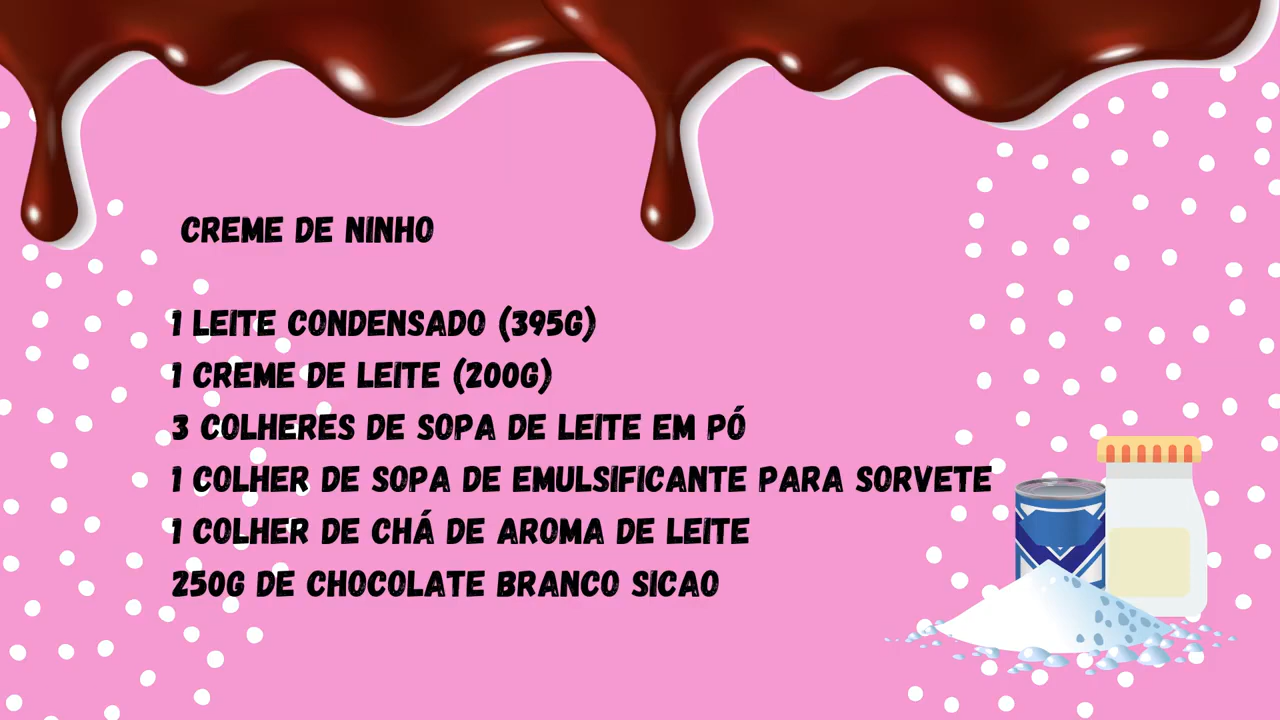 CREME DE NINHO
1 LEITE CONDENSADO (395G)
1 CREME DE LEITE (200G)
3 COLHERES DE SOPA DE LEITE EM PÓ
1 COLHER DE SOPA DE EMULSIFICANTE PARA SORVETE
1 COLHER DE CHÁ DE AROMA DE LEITE
250G DE CHOCOLATE BRANCO SICAO